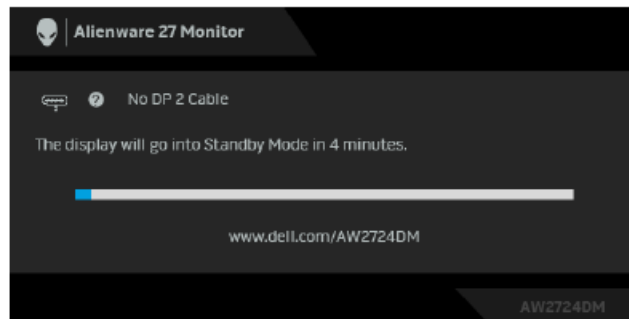 Alienware 27 Monitor
? No DP 2 Cable
The display will go into Standby Mode in 4 minutes.
www.dell.com/AW2724DM
AW2724DM